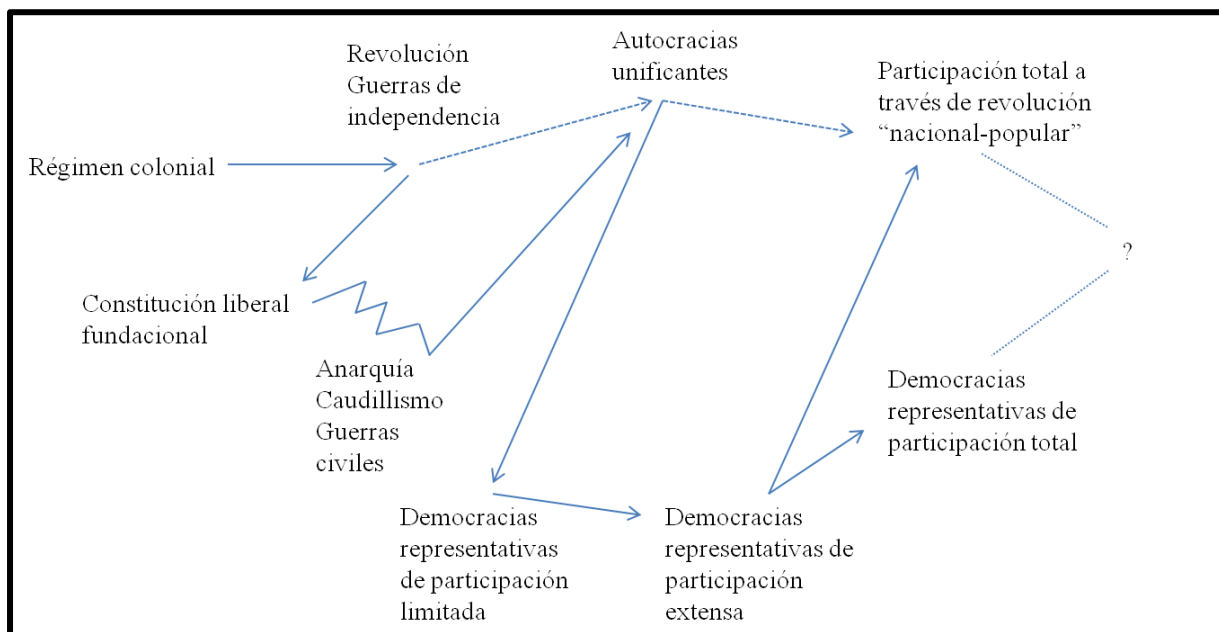 Revolución
Guerras de
independencia
Autocracias
unificantes
Participación total a
través de revolución
“nacional-popular”
Régimen colonial
?
Constitución liberal
fundacional
Anarquía
Caudillismo
Guerras
civiles
Democracias
representativas de
participación total
Democracias
representativas
de participación
limitada
Democracias
representativas de
participación
extensa